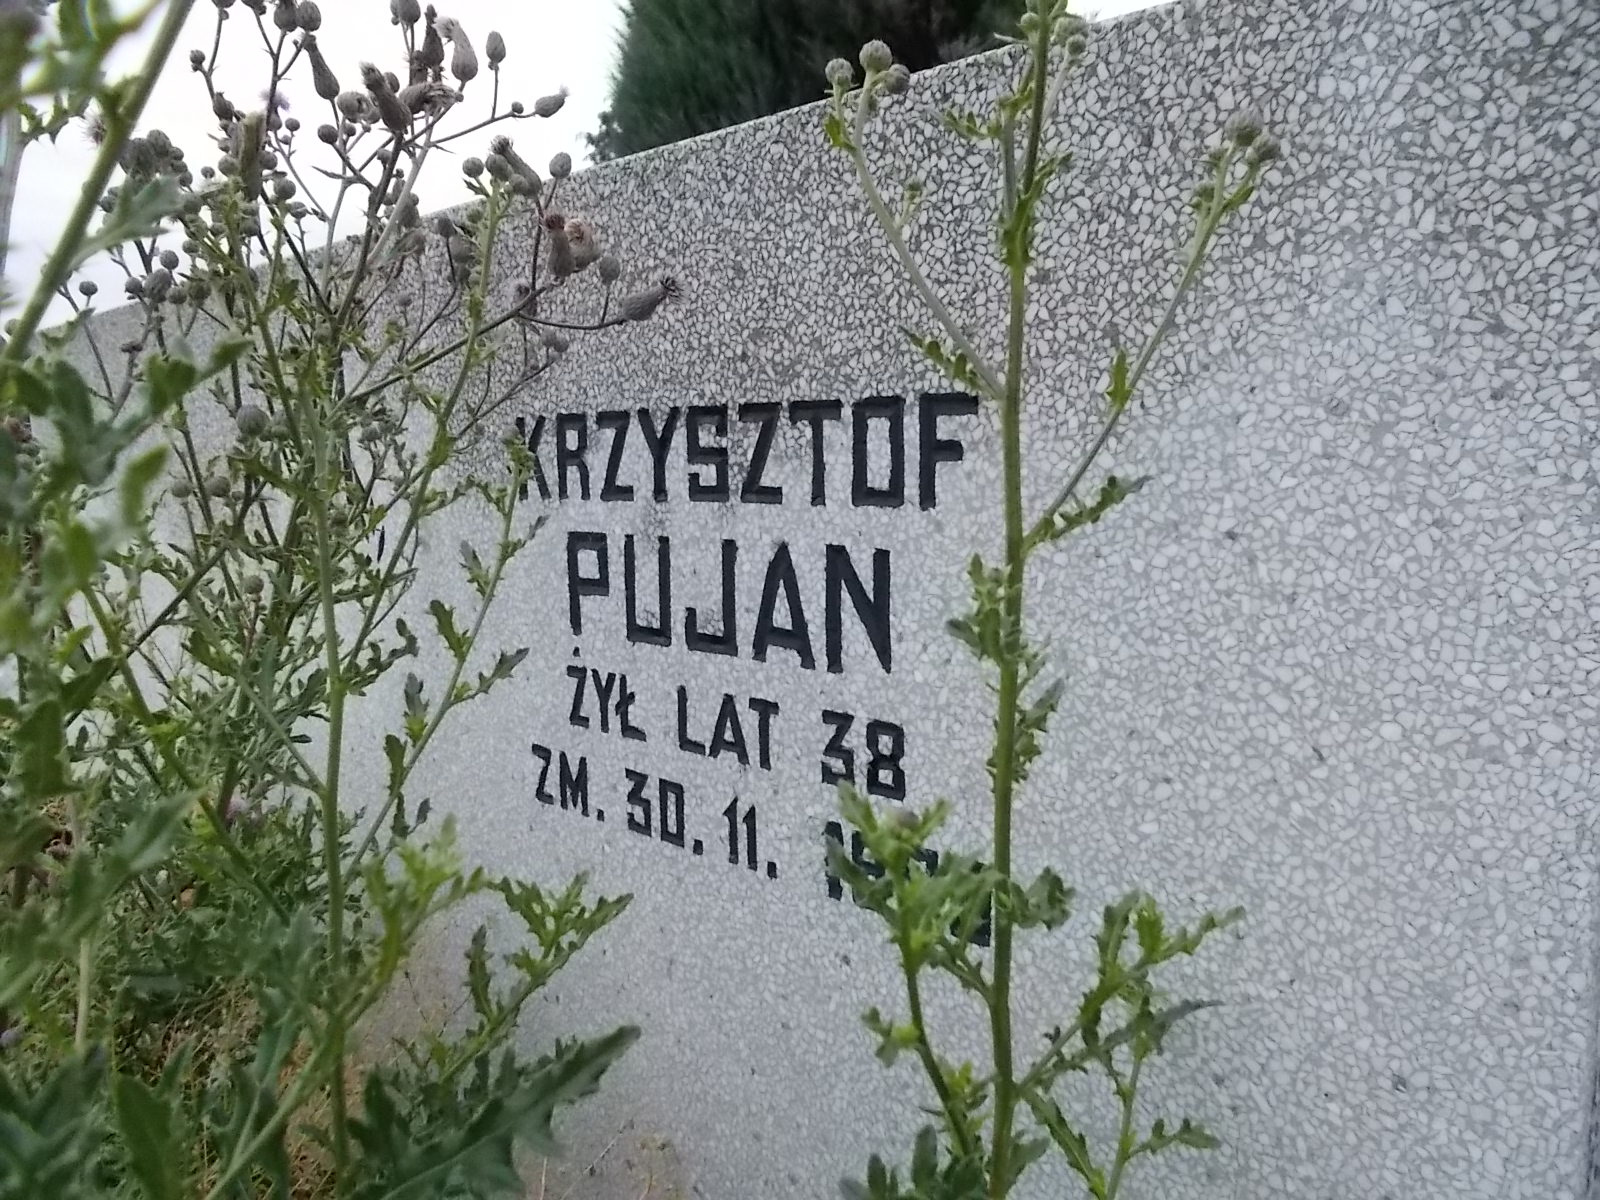 KRZYSZTOF
PUJAN
ŻYŁ LAT 38
ZM. 30. 11.